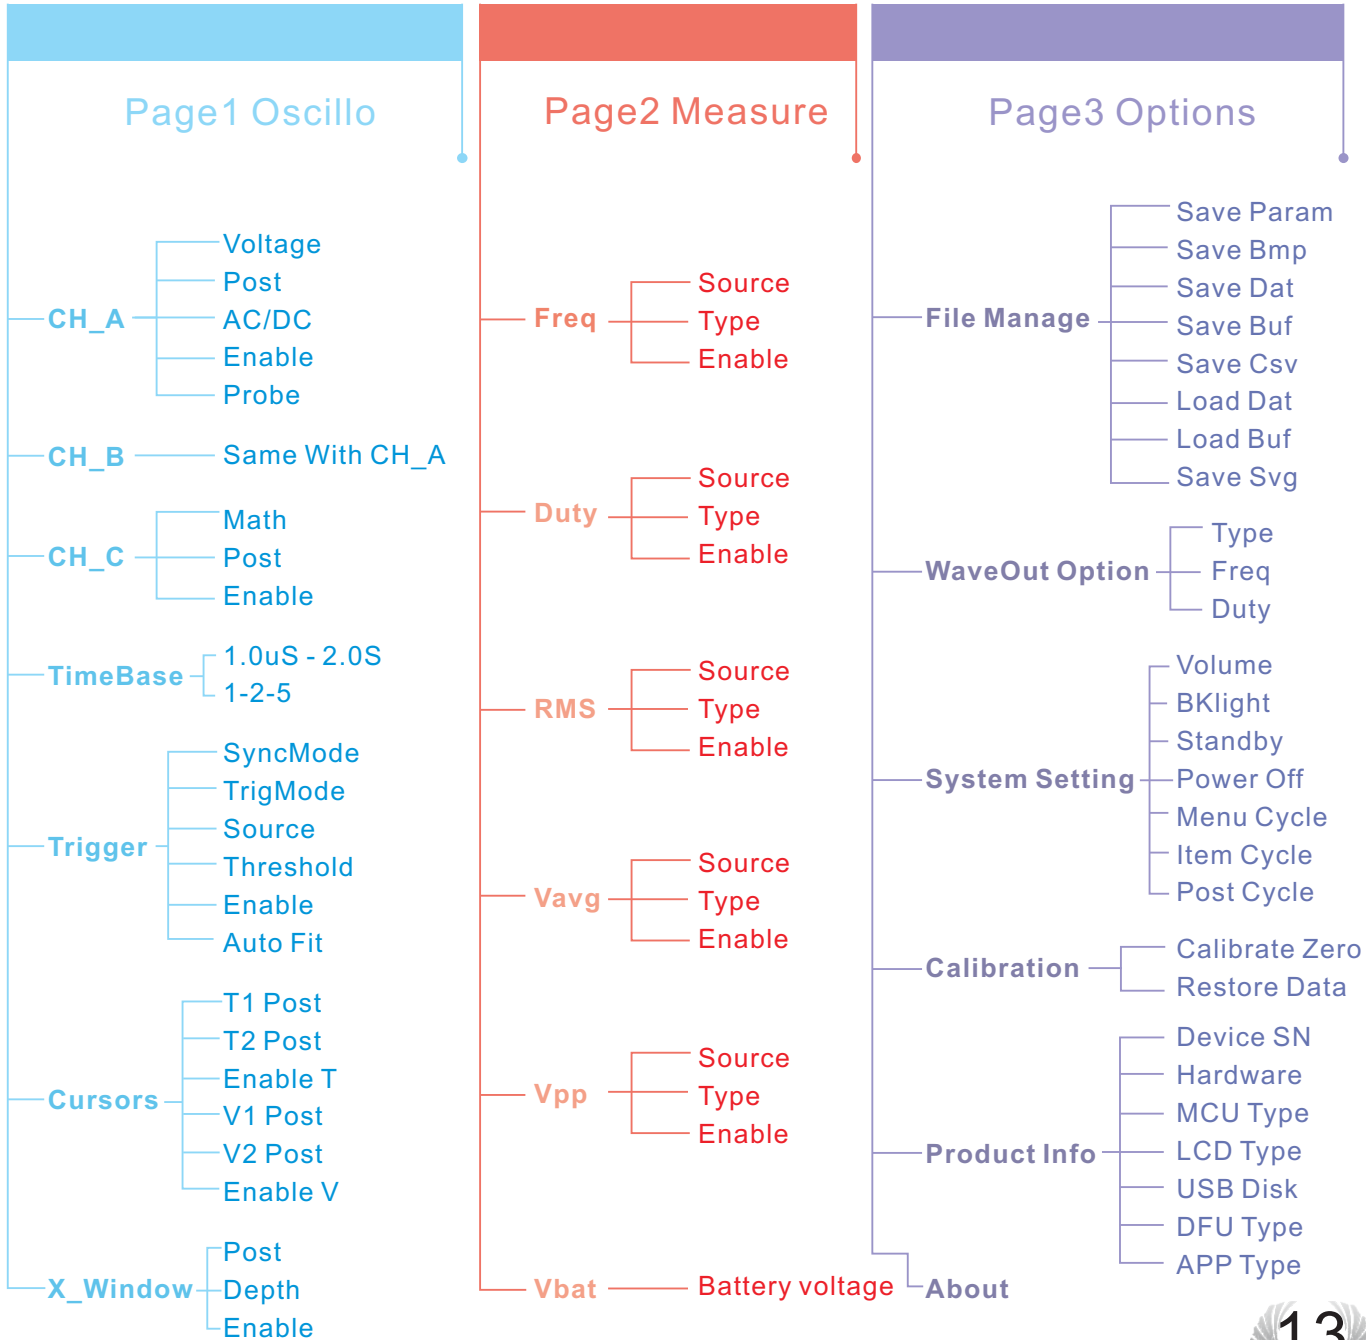 Page1 Oscillo
CH_A
Voltage
Post
AC/DC
Enable
Probe
CH_B
Same With CH_A
CH_C
Math
Post
Enable
TimeBase
1.0uS - 2.0S
1-2-5
Trigger
SyncMode
TrigMode
Source
Threshold
Enable
Auto Fit
Cursors
T1 Post
T2 Post
Enable T
V1 Post
V2 Post
Enable V
X_Window
Post
Depth
Enable
Page2 Measure
Freq
Source
Type
Enable
Duty
Source
Type
Enable
RMS
Source
Type
Enable
Vavg
Source
Type
Enable
Vpp
Source
Type
Enable
Vbat
Battery voltage
Page3 Options
File Manage
Save Param
Save Bmp
Save Dat
Save Buf
Save Csv
Load Dat
Load Buf
Save Svg
WaveOut Option
Type
Freq
Duty
System Setting
Volume
BKlight
Standby
Power Off
Menu Cycle
Item Cycle
Post Cycle
Calibration
Calibrate Zero
Restore Data
Product Info
Device SN
Hardware
MCU Type
LCD Type
USB Disk
DFU Type
APP Type
About
13